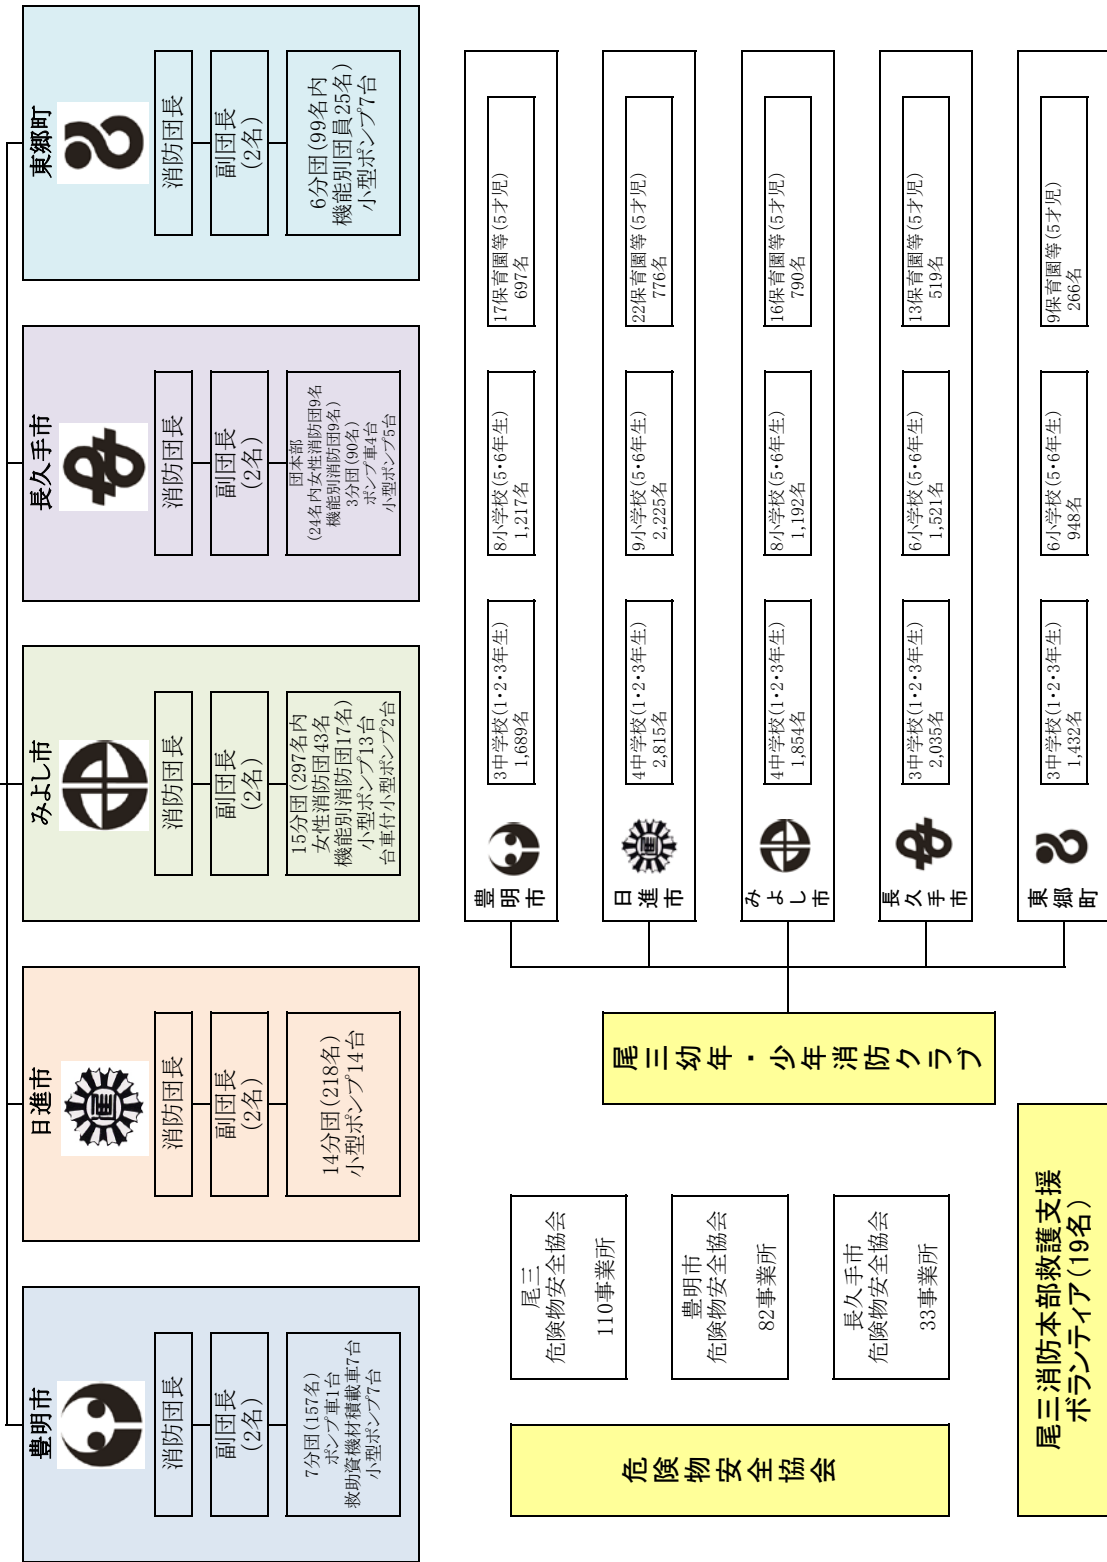 豊明市
消防団長
副団長
(2名)
7分団(157名)
ポンプ車1台
救助資機材積載車7台
小型ポンプ7台
日進市
消防団長
副団長
(2名)
14分団(218名)
小型ポンプ14台
みよし市
消防団長
副団長
(2名)
15分団(297名内
女性消防団43名
機能別消防団17名)
小型ポンプ13台
台車付小型ポンプ2台
長久手市
消防団長
副団長
(2名)
団本部
(24名内女性消防団9名
機能別消防団9名)
3分団(90名)
ポンプ車4台
小型ポンプ5台
東郷町
消防団長
副団長
(2名)
6分団(99名内
機能別団員25名)
小型ポンプ7台
危険物安全協会
尾三
危険物安全協会
110事業所
豊明市
危険物安全協会
82事業所
長久手市
危険物安全協会
33事業所
尾三幼年・少年消防クラブ
豊明市
3中学校(1・2・3年生)
1,689名
8小学校(5・6年生)
1,217名
17保育園等(5才児)
697名
日進市
4中学校(1・2・3年生)
2,815名
9小学校(5・6年生)
2,225名
22保育園等(5才児)
776名
みよし市
4中学校(1・2・3年生)
1,854名
8小学校(5・6年生)
1,192名
16保育園等(5才児)
790名
長久手市
3中学校(1・2・3年生)
2,035名
6小学校(5・6年生)
1,521名
13保育園等(5才児)
519名
東郷町
3中学校(1・2・3年生)
1,432名
6小学校(5・6年生)
948名
9保育園等(5才児)
266名
尾三消防本部救護支援
ボランティア(19名)